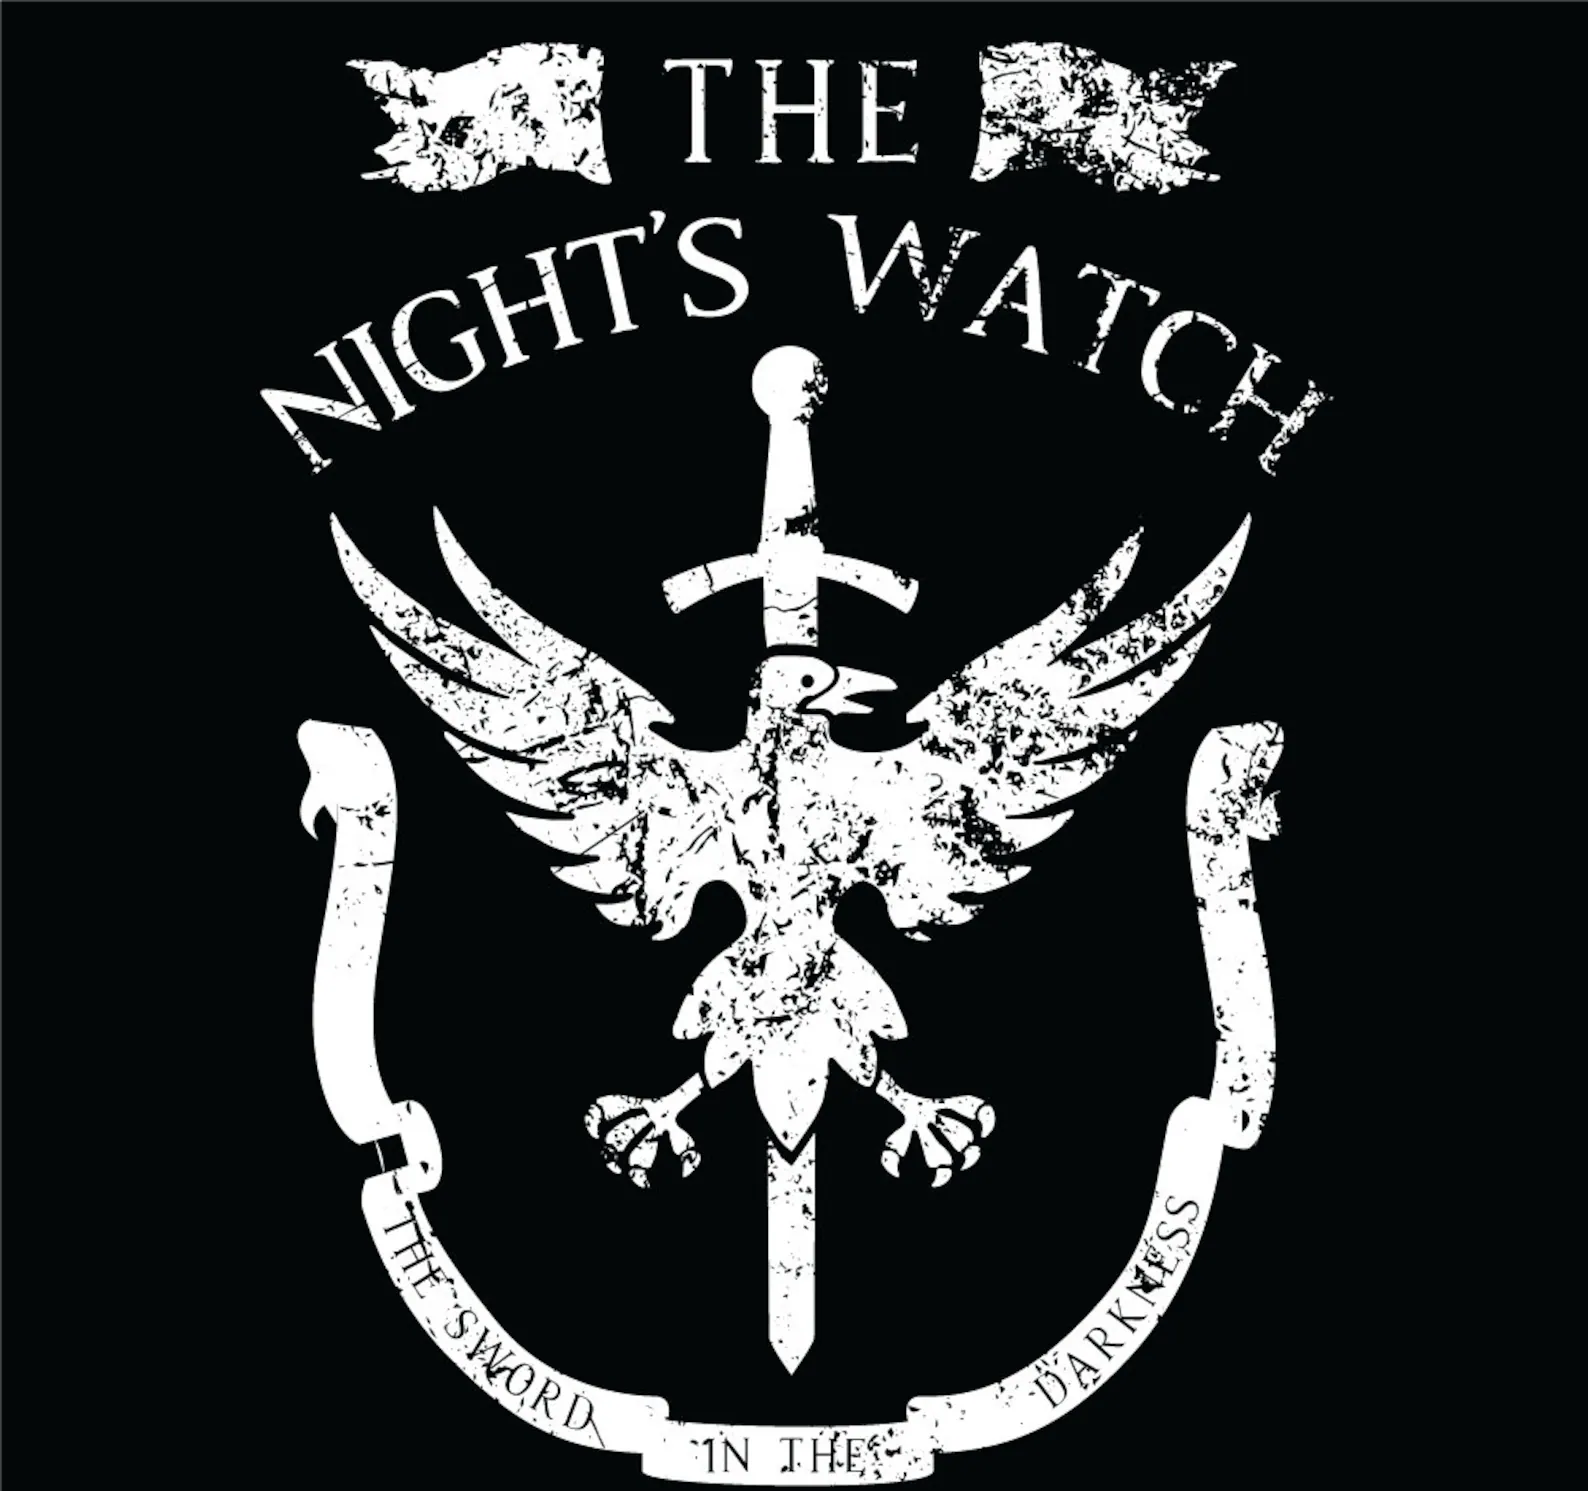 THE
NIGHT'S WATCH
THE SWORD
IN THE
DARKNESS